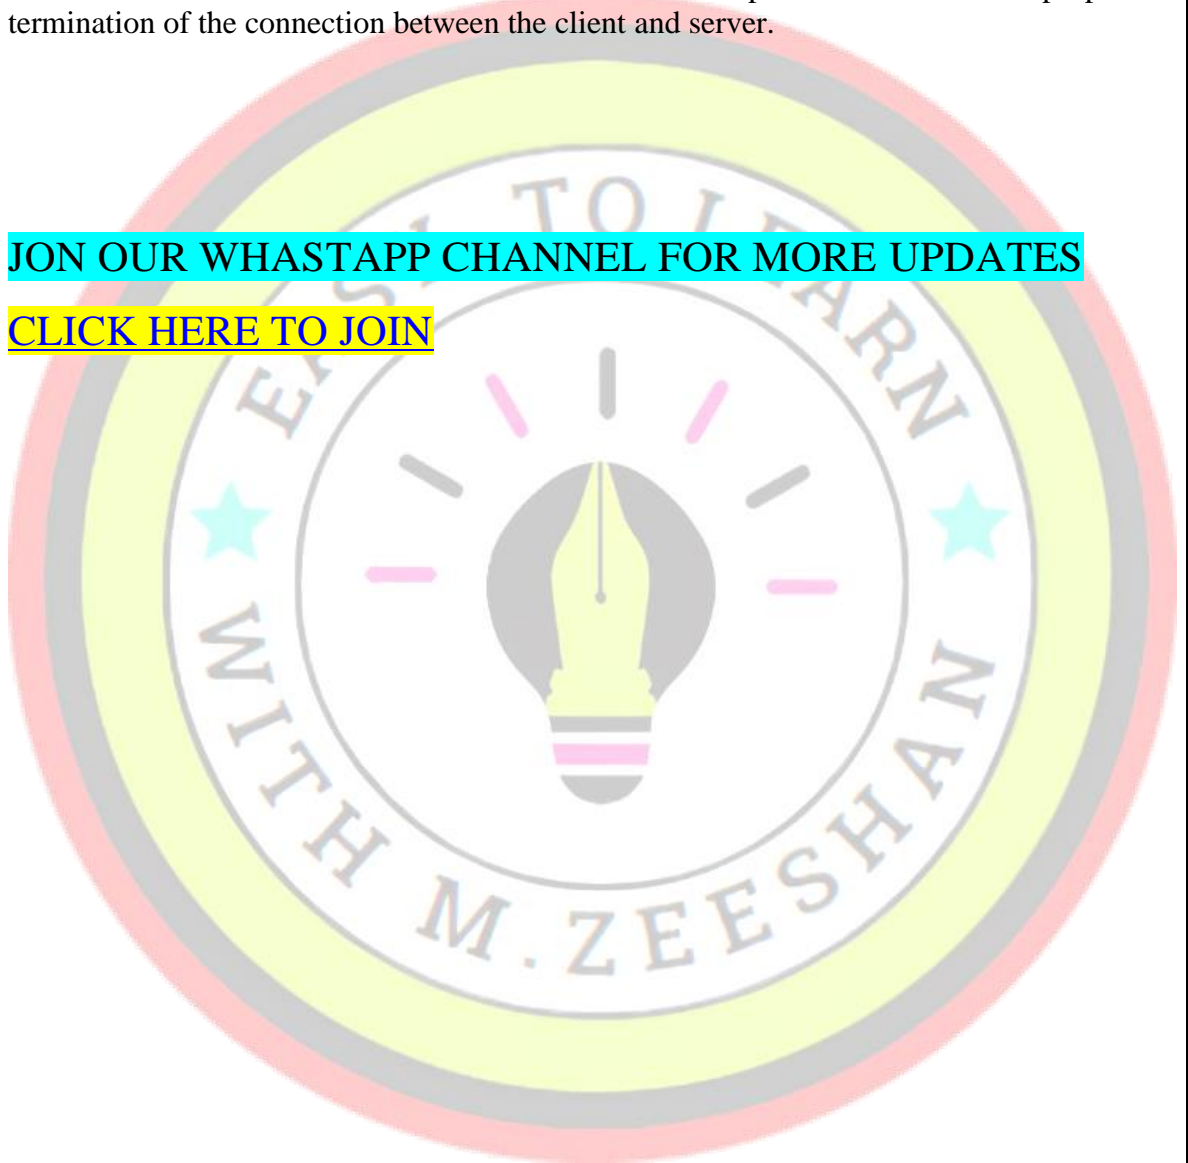 termination of the connection between the client and server.
JON OUR WHASTAPP CHANNEL FOR MORE UPDATES
CLICK HERE TO JOIN
EASY TO LEARN
WITH M.ZEESHAN